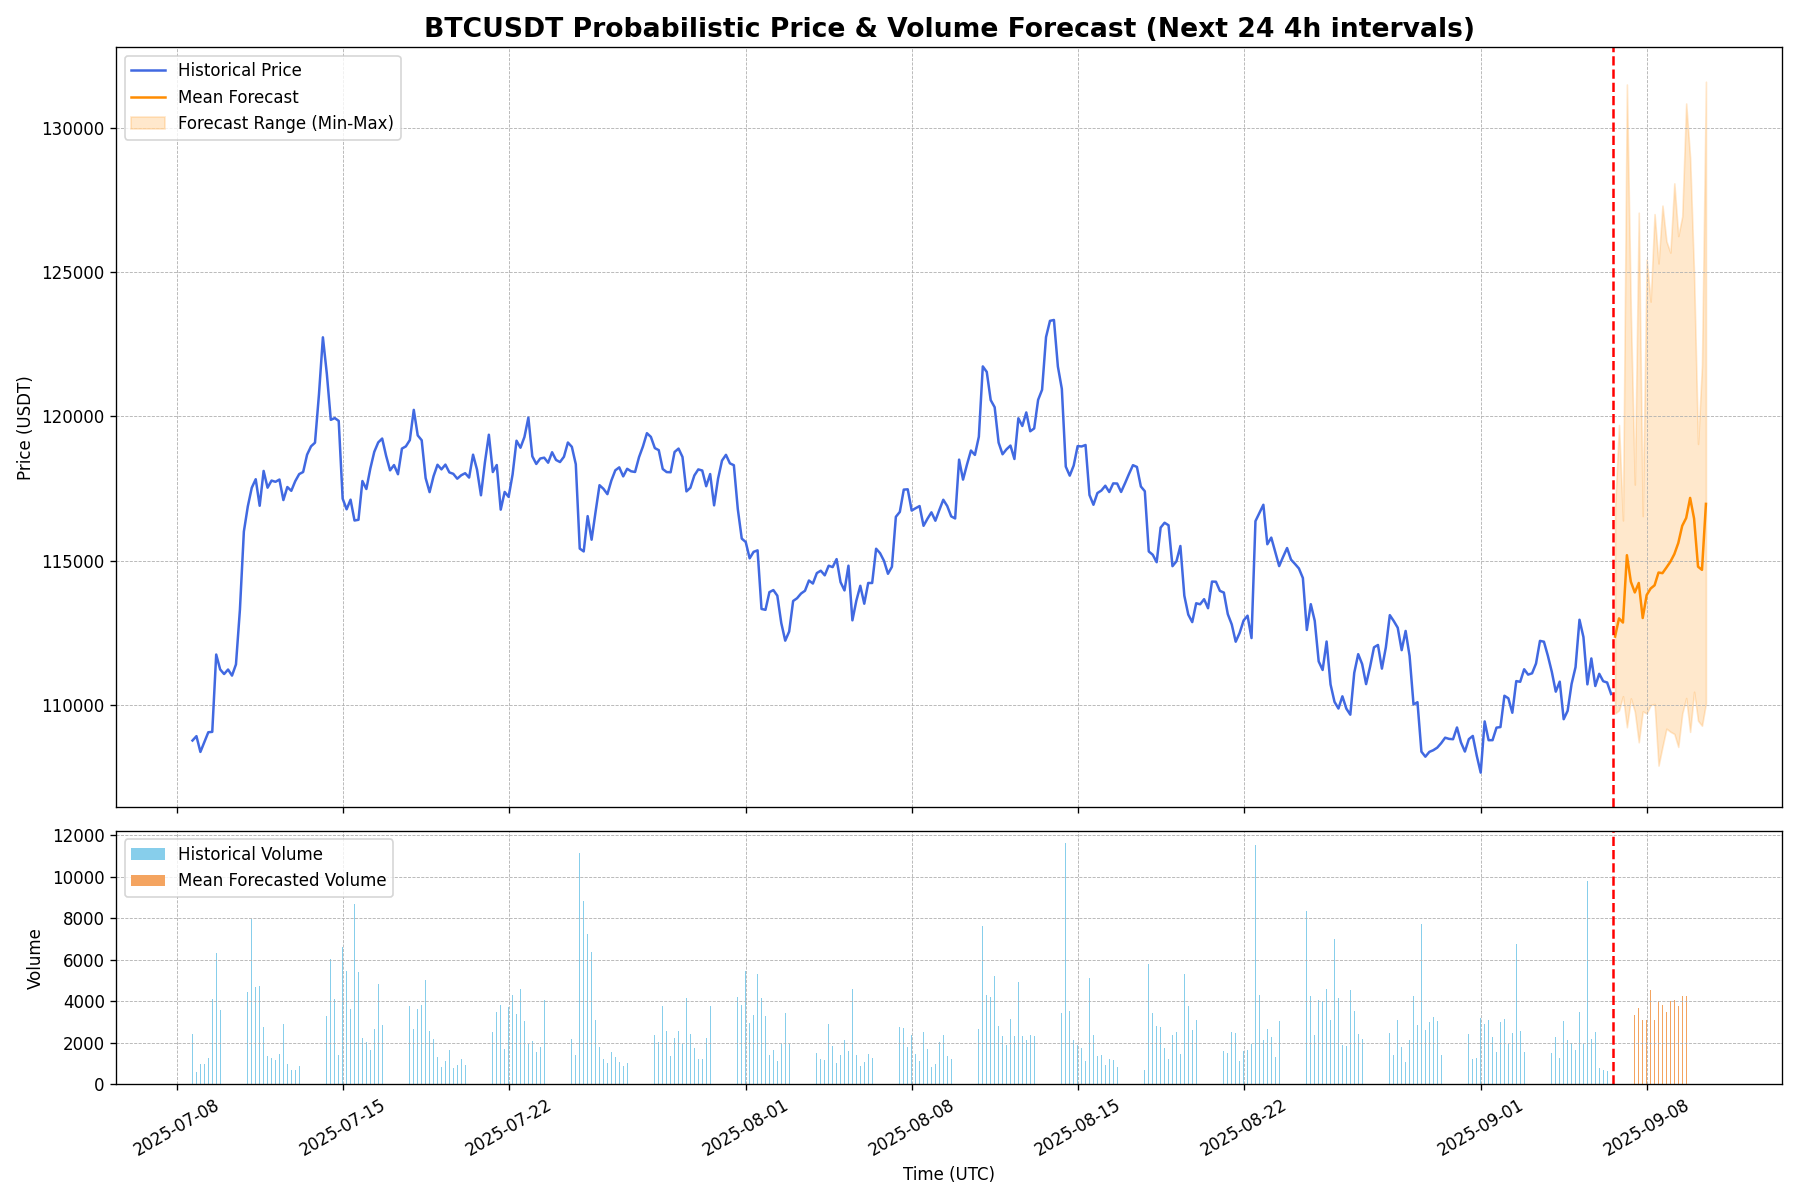 BTCUSDT Probabilistic Price & Volume Forecast (Next 24 4h intervals)
Historical Price
Mean Forecast
Forecast Range (Min-Max)
130000
125000
120000
115000
110000
Price (USDT)
Historical Volume
Mean Forecasted Volume
12000
10000
8000
6000
4000
2000
0
Volume
2025-07-08
2025-07-15
2025-07-22
2025-08-01
2025-08-08
2025-08-15
2025-08-22
2025-09-01
2025-09-08
Time (UTC)